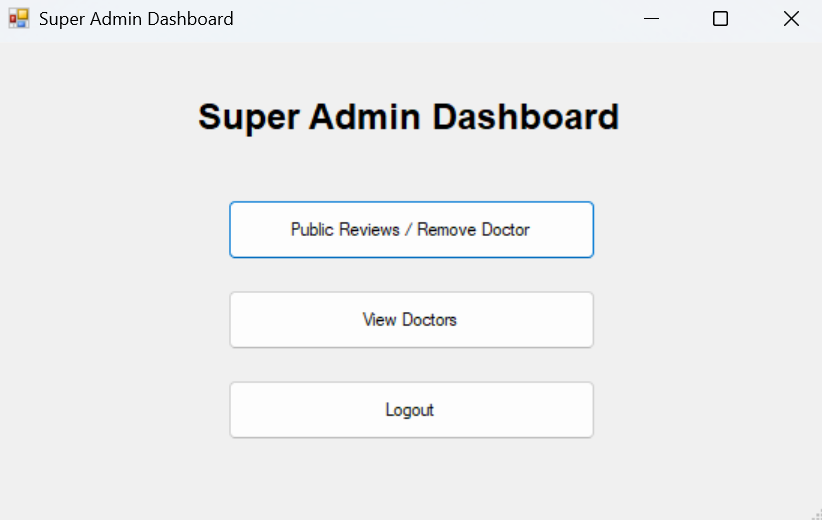 Super Admin Dashboard
Super Admin Dashboard
Public Reviews / Remove Doctor
View Doctors
Logout